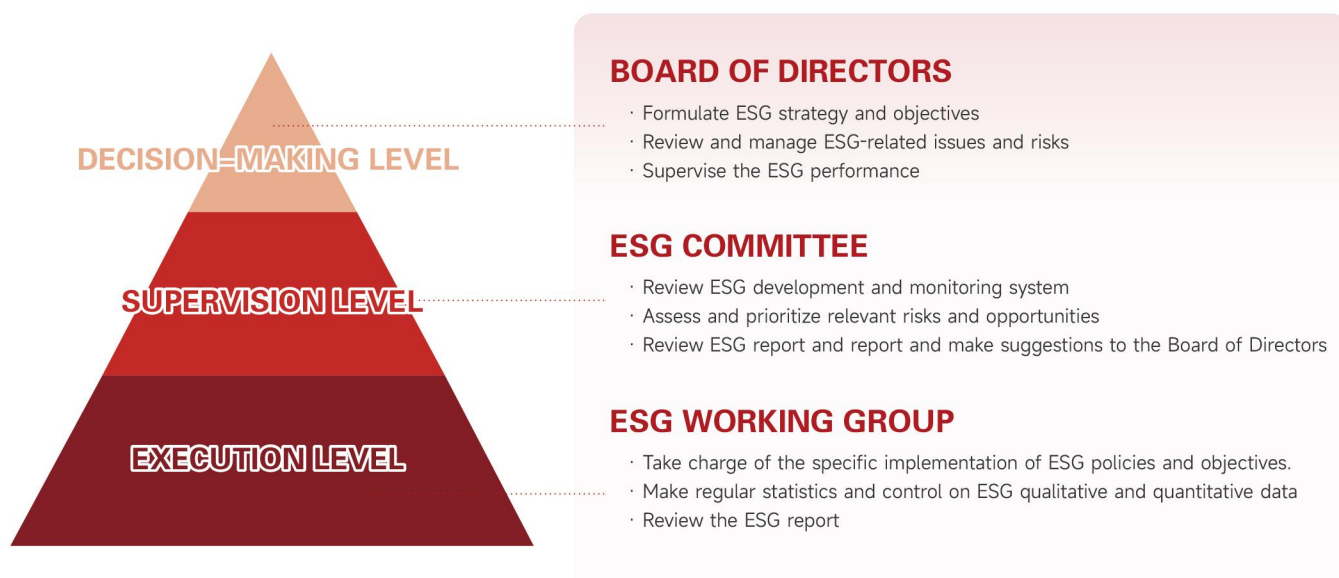 BOARD OF DIRECTORS
· Formulate ESG strategy and objectives
· Review and manage ESG-related issues and risks
· Supervise the ESG performance
DECISION-MAKING LEVEL
ESG COMMITTEE
· Review ESG development and monitoring system
· Assess and prioritize relevant risks and opportunities
· Review ESG report and report and make suggestions to the Board of Directors
SUPERVISION LEVEL
ESG WORKING GROUP
· Take charge of the specific implementation of ESG policies and objectives.
· Make regular statistics and control on ESG qualitative and quantitative data
· Review the ESG report
EXECUTION LEVEL